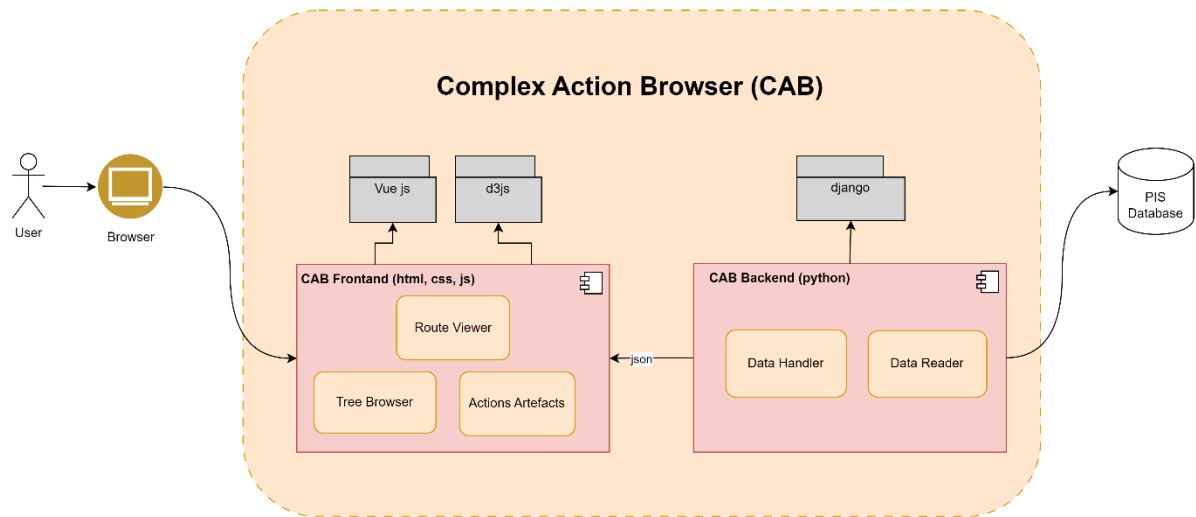 Complex Action Browser (CAB)
Vue js
d3js
django
PIS
Database
User
Browser
CAB Frontand (html, css, js)
CAB Backend (python)
Route Viewer
json
Data Handler
Data Reader
Tree Browser
Actions Artefacts